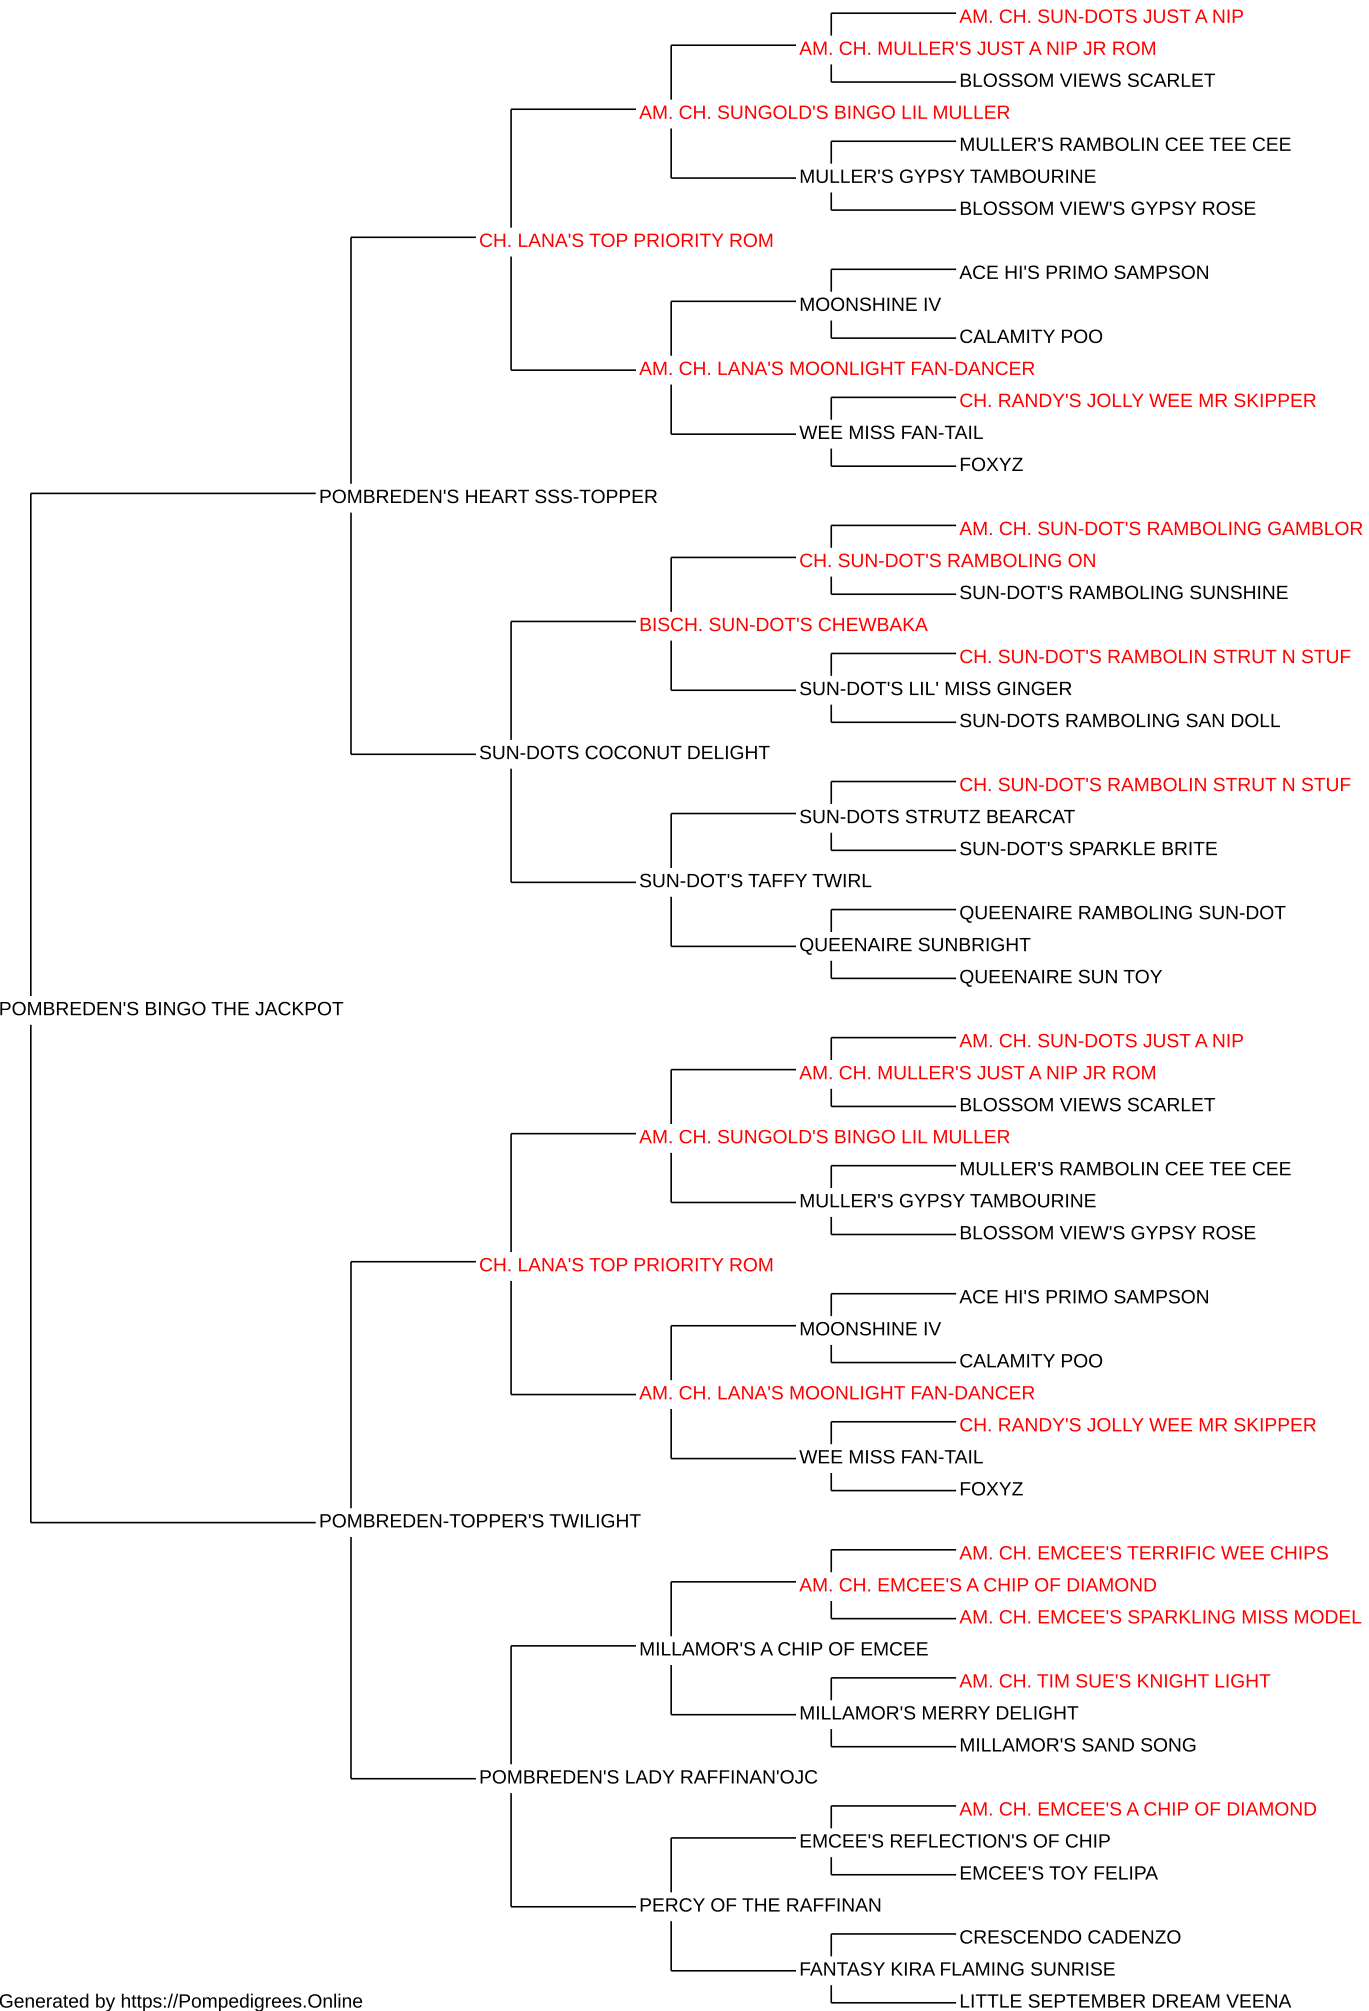 AM. CH. SUN-DOTS JUST A NIP
AM. CH. MULLER'S JUST A NIP JR ROM
BLOSSOM VIEWS SCARLET
AM. CH. SUNGOLD'S BINGO LIL MULLER
MULLER'S RAMBOLIN CEE TEE CEE
MULLER'S GYPSY TAMBOURINE
BLOSSOM VIEW'S GYPSY ROSE
CH. LANA'S TOP PRIORITY ROM
ACE HI'S PRIMO SAMPSON
MOONSHINE IV
CALAMITY POO
AM. CH. LANA'S MOONLIGHT FAN-DANCER
CH. RANDY'S JOLLY WEE MR SKIPPER
WEE MISS FAN-TAIL
FOXYZ
POMBREDEN'S HEART SSS-TOPPER
AM. CH. SUN-DOT'S RAMBOLING GAMBLOR
CH. SUN-DOT'S RAMBOLING ON
SUN-DOT'S RAMBOLING SUNSHINE
BISCH. SUN-DOT'S CHEWBAKA
CH. SUN-DOT'S RAMBOLIN STRUT N STUF
SUN-DOT'S LIL' MISS GINGER
SUN-DOTS RAMBOLING SAN DOLL
SUN-DOTS COCONUT DELIGHT
CH. SUN-DOT'S RAMBOLIN STRUT N STUF
SUN-DOTS STRUTZ BEARCAT
SUN-DOT'S SPARKLE BRITE
SUN-DOT'S TAFFY TWIRL
QUEENAIRE RAMBOLING SUN-DOT
QUEENAIRE SUNBRIGHT
QUEENAIRE SUN TOY
POMBREDEN'S BINGO THE JACKPOT
AM. CH. SUN-DOTS JUST A NIP
AM. CH. MULLER'S JUST A NIP JR ROM
BLOSSOM VIEWS SCARLET
AM. CH. SUNGOLD'S BINGO LIL MULLER
MULLER'S RAMBOLIN CEE TEE CEE
MULLER'S GYPSY TAMBOURINE
BLOSSOM VIEW'S GYPSY ROSE
CH. LANA'S TOP PRIORITY ROM
ACE HI'S PRIMO SAMPSON
MOONSHINE IV
CALAMITY POO
AM. CH. LANA'S MOONLIGHT FAN-DANCER
CH. RANDY'S JOLLY WEE MR SKIPPER
WEE MISS FAN-TAIL
FOXYZ
POMBREDEN-TOPPER'S TWILIGHT
AM. CH. EMCEE'S TERRIFIC WEE CHIPS
AM. CH. EMCEE'S A CHIP OF DIAMOND
AM. CH. EMCEE'S SPARKLING MISS MODEL
MILLAMOR'S A CHIP OF EMCEE
AM. CH. TIM SUE'S KNIGHT LIGHT
MILLAMOR'S MERRY DELIGHT
MILLAMOR'S SAND SONG
POMBREDEN'S LADY RAFFINAN'OJC
AM. CH. EMCEE'S A CHIP OF DIAMOND
EMCEE'S REFLECTION'S OF CHIP
EMCEE'S TOY FELIPA
PERCY OF THE RAFFINAN
CRESCENDO CADENZO
FANTASY KIRA FLAMING SUNRISE
LITTLE SEPTEMBER DREAM VEENA
Generated by https://Pompedigrees.Online